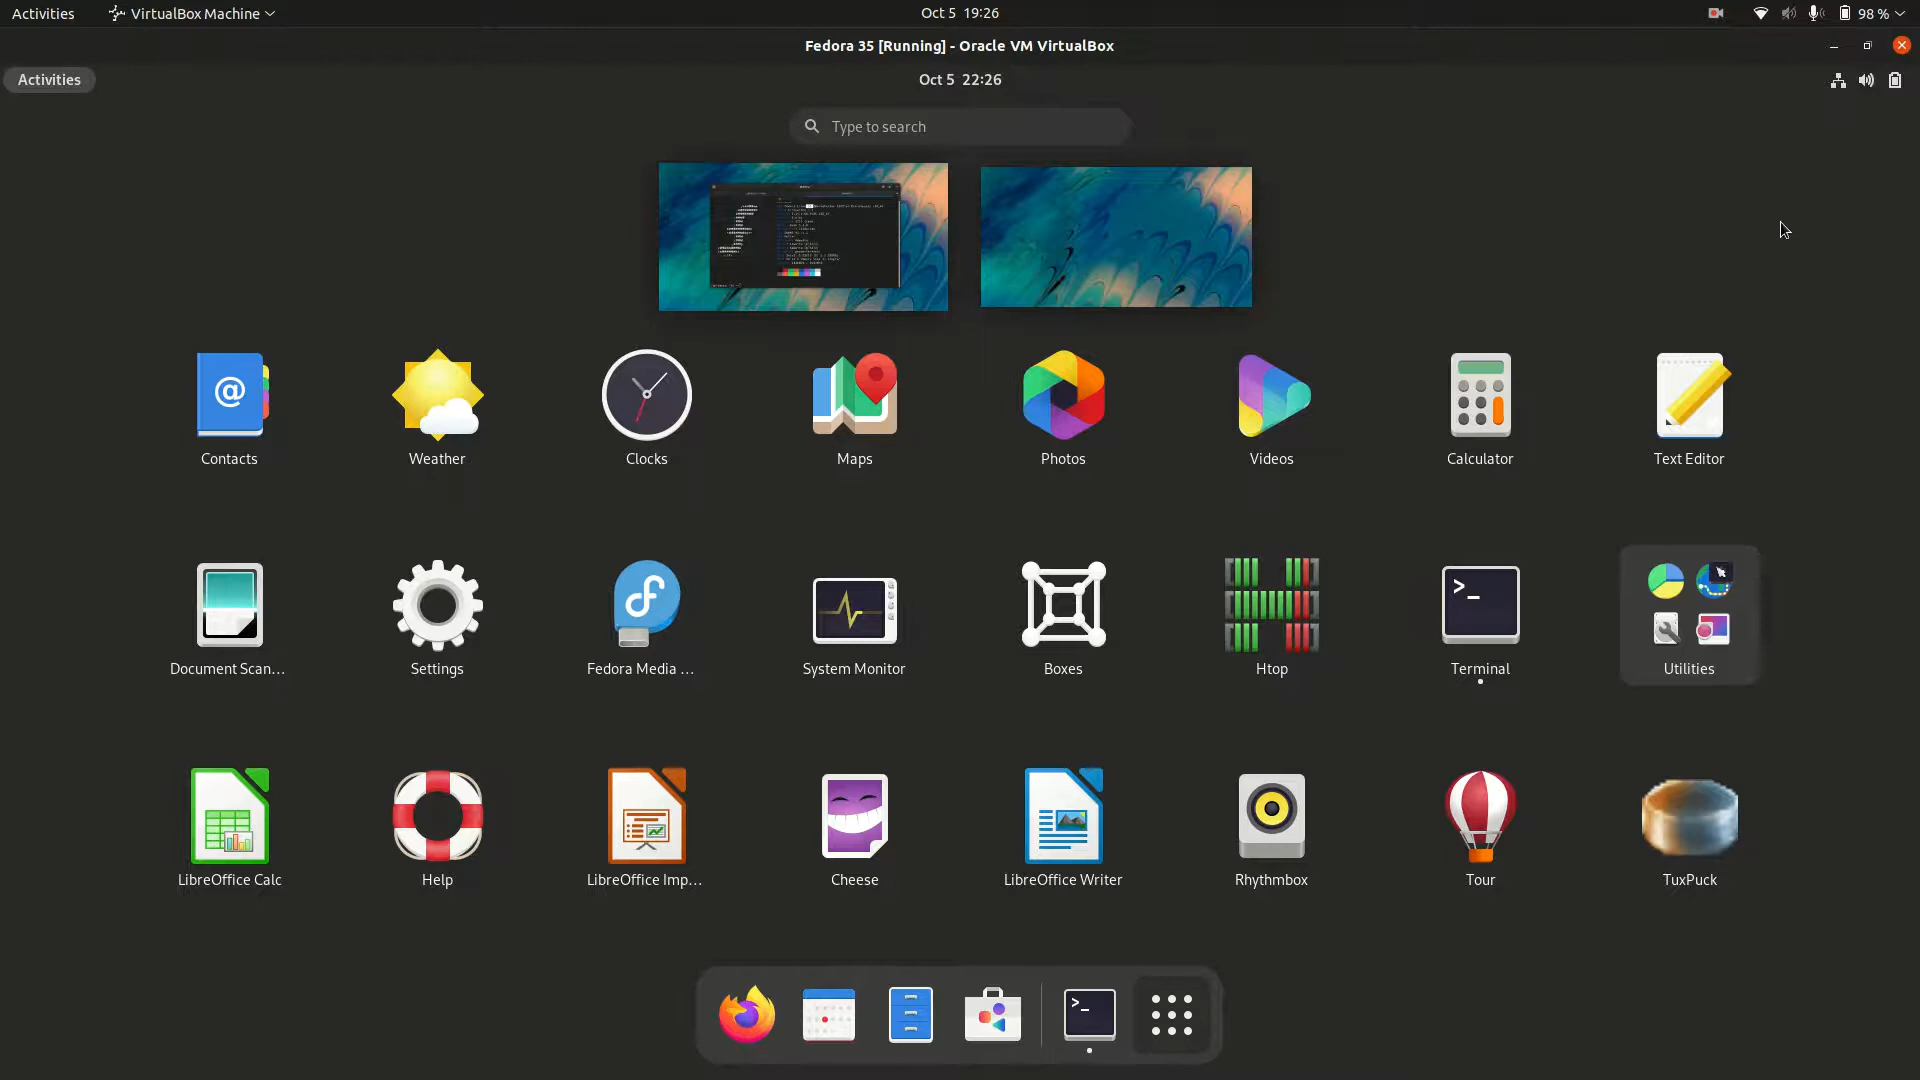 Activities VirtualBox Machine Oct 5 19:26 98 %
Fedora 35 [Running] - Oracle VM VirtualBox
Activities Oct 5 22:26
Type to search
@
Contacts Weather Clocks Maps Photos Videos Calculator Text Editor
>_
Document Scan... Settings Fedora Media ... System Monitor Boxes Htop Terminal Utilities
LibreOffice Calc Help LibreOffice Imp... Cheese LibreOffice Writer Rhythmbox Tour TuxPuck
>_